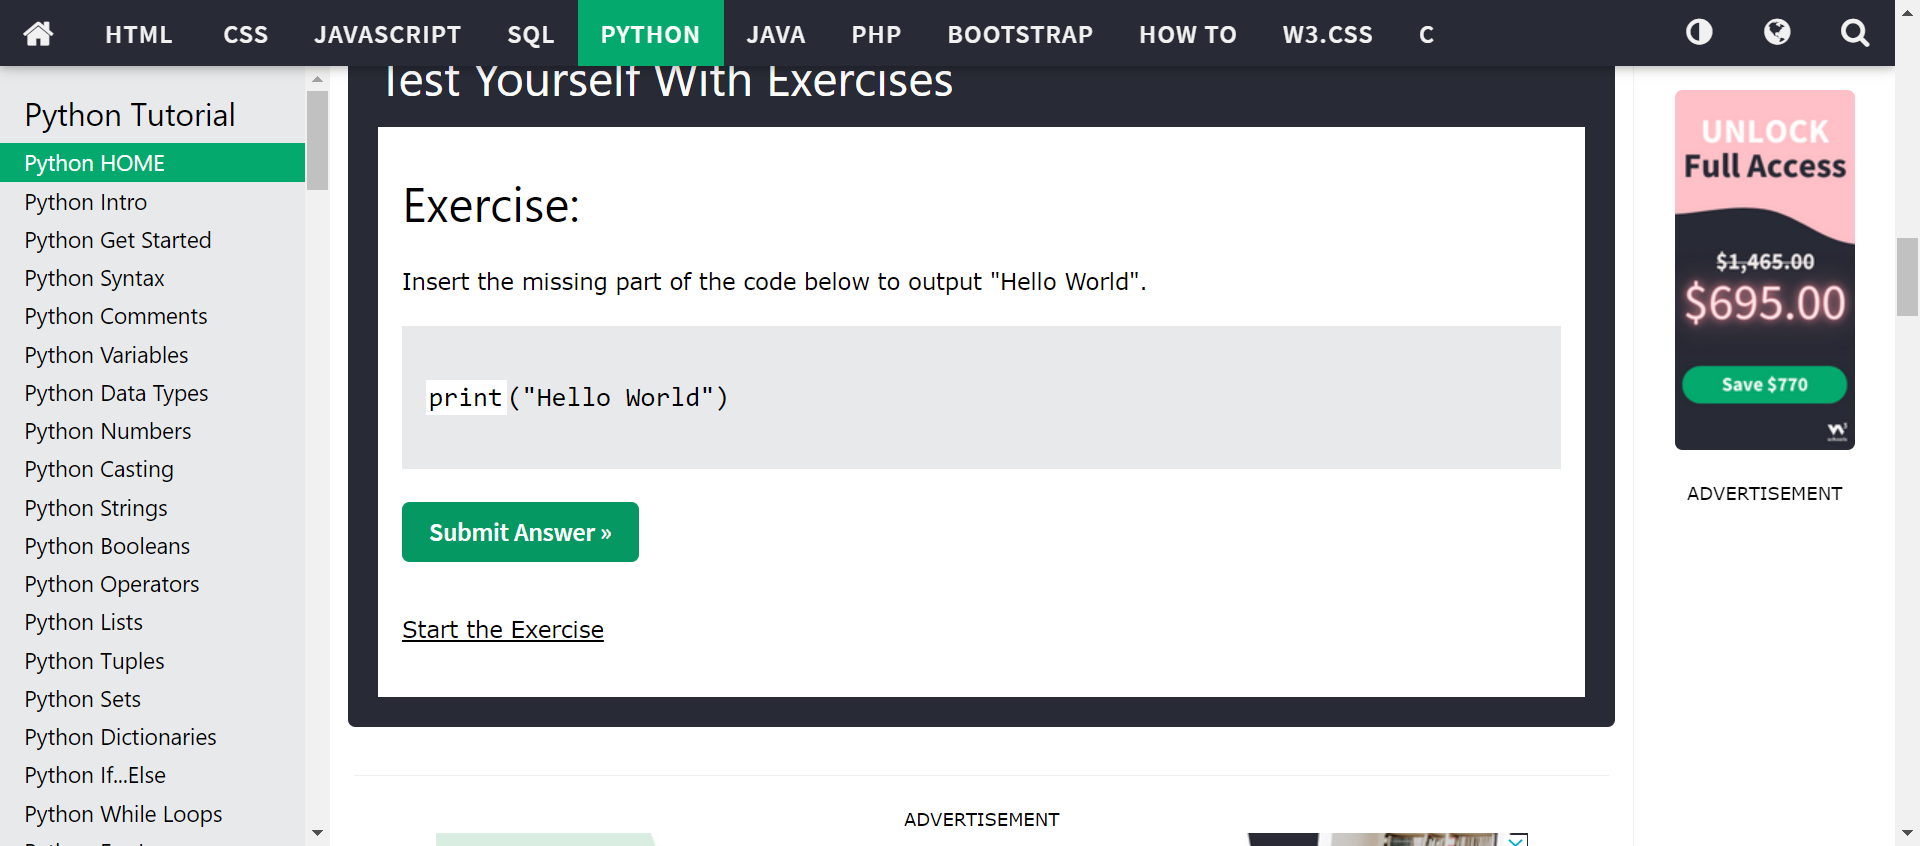 HTML CSS JAVASCRIPT SQL PYTHON JAVA PHP BOOTSTRAP HOW TO W3.CSS C
Python Tutorial
Python HOME
Python Intro
Python Get Started
Python Syntax
Python Comments
Python Variables
Python Data Types
Python Numbers
Python Casting
Python Strings
Python Booleans
Python Operators
Python Lists
Python Tuples
Python Sets
Python Dictionaries
Python If...Else
Python While Loops
Test Yourself With Exercises
Exercise:
Insert the missing part of the code below to output "Hello World".
print("Hello World")
Submit Answer »
Start the Exercise
ADVERTISEMENT
UNLOCK
Full Access
$1,465.00
$695.00
Save $770
ADVERTISEMENT